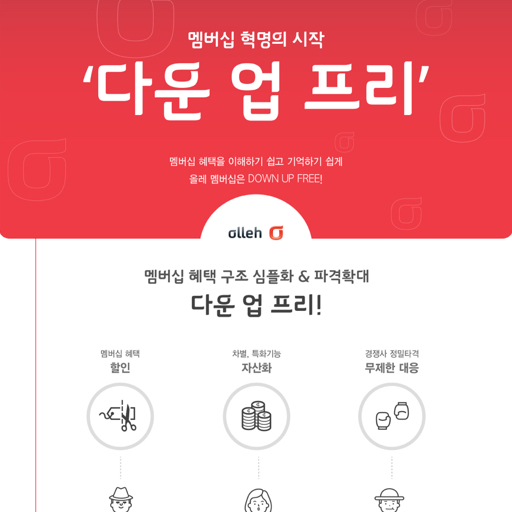 멤버십 혁명의 시작
‘다운 업 프리’
멤버십 혜택을 이해하기 쉽고 기억하기 쉽게
올레 멤버십은 DOWN UP FREE!
olleh
멤버십 혜택 구조 심플화 & 파격확대
다운 업 프리!
멤버십 혜택
할인
차별, 특화기능
자산화
경쟁사 정밀타격
무제한 대응